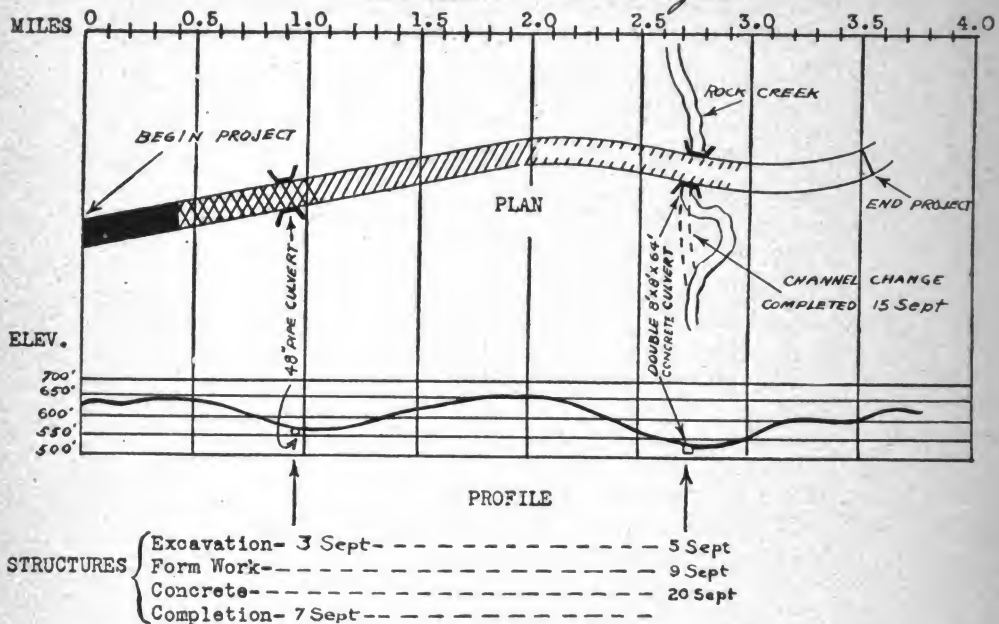 MILES 0 0.5 1.0 1.5 2.0 2.5 3.0 3.5 4.0
ROCK CREEK
BEGIN PROJECT
PLAN
END PROJECT
48" PIPE CULVERT
DOUBLE 8'x8'x64'
CONCRETE CULVERT
CHANNEL CHANGE
COMPLETED 15 Sept
ELEV.
700'
650'
600'
550'
500'
PROFILE
STRUCTURES
Excavation- 3 Sept- - - - - - - - - - - - - - - - 5 Sept
Form Work- - - - - - - - - - - - - - - - - - - - 9 Sept
Concrete- - - - - - - - - - - - - - - - - - - - - 20 Sept
Completion- 7 Sept - - - - - - - - - - - - - - -